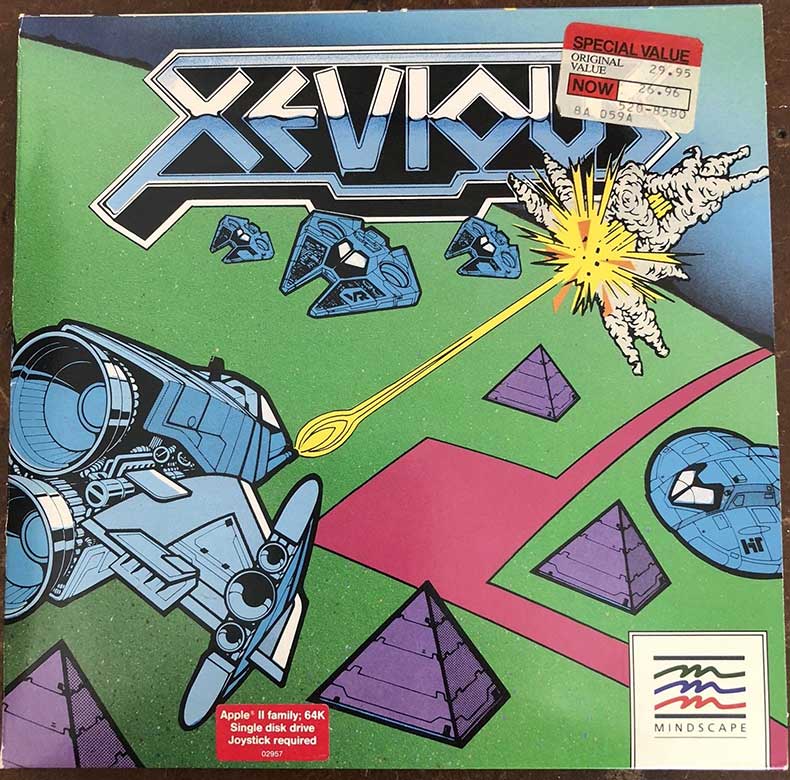 XEVIOUS
SPECIAL VALUE
ORIGINAL
VALUE 29.95
NOW 26.96
520-8580
8A 059A
VR
Apple® II family; 64K
Single disk drive
Joystick required
02957
MINDSCAPE